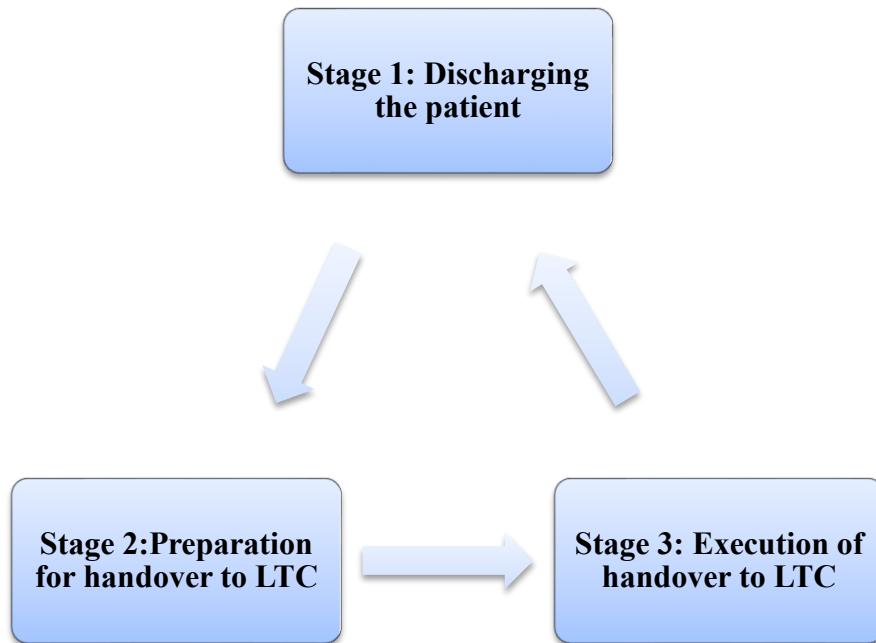 Stage 1: Discharging
the patient
Stage 2:Preparation
for handover to LTC
Stage 3: Execution of
handover to LTC